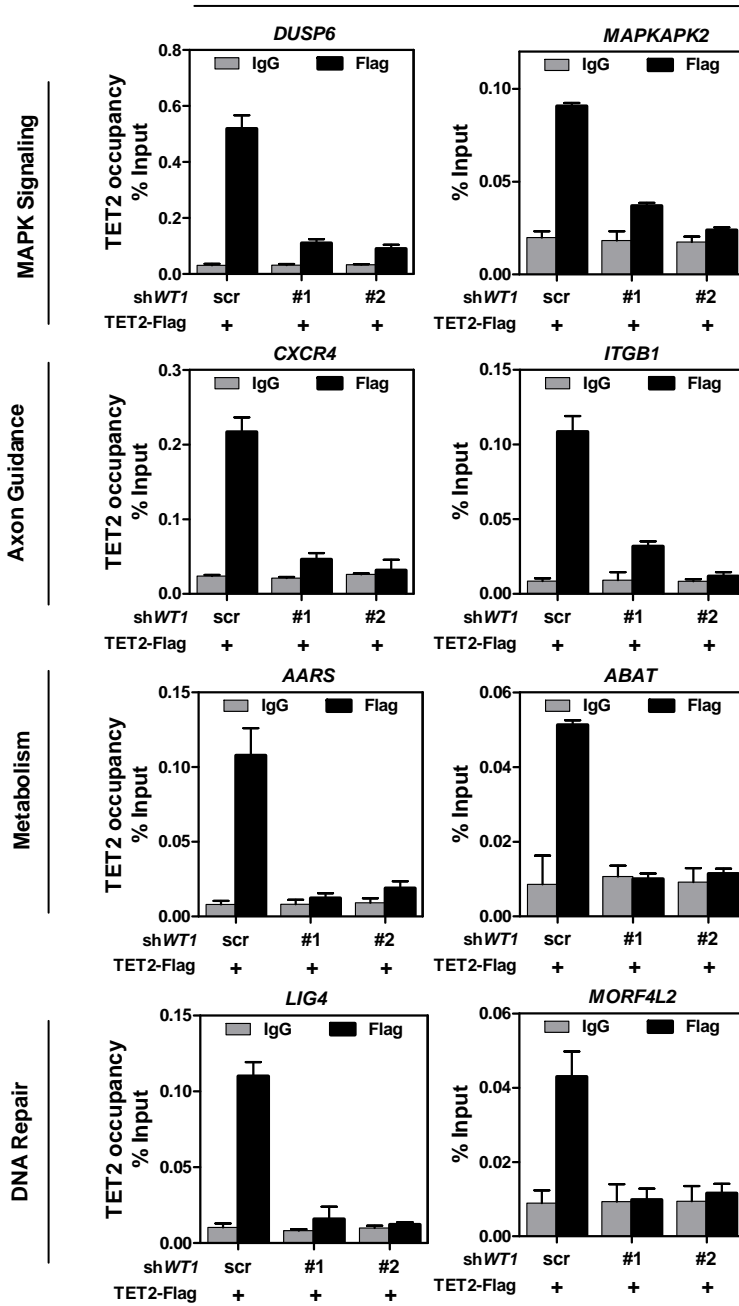 MAPK Signaling
DUSP6
IgG Flag
TET2 occupancy
% Input
0.8
0.6
0.4
0.2
0.0
shWT1 scr #1 #2
TET2-Flag + + +
MAPKAPK2
IgG Flag
% Input
0.10
0.05
0.00
scr #1 #2
+ + +
Axon Guidance
CXCR4
IgG Flag
TET2 occupancy
% Input
0.3
0.2
0.1
0.0
shWT1 scr #1 #2
TET2-Flag + + +
ITGB1
IgG Flag
% Input
0.15
0.10
0.05
0.00
shWT1 scr #1 #2
TET2-Flag + + +
Metabolism
AARS
IgG Flag
TET2 occupancy
% Input
0.15
0.10
0.05
0.00
shWT1 scr #1 #2
TET2-Flag + + +
ABAT
IgG Flag
% Input
0.06
0.04
0.02
0.00
shWT1 scr #1 #2
TET2-Flag + + +
DNA Repair
LIG4
IgG Flag
TET2 occupancy
% Input
0.15
0.10
0.05
0.00
shWT1 scr #1 #2
TET2-Flag + + +
MORF4L2
IgG Flag
% Input
0.06
0.04
0.02
0.00
shWT1 scr #1 #2
TET2-Flag + + +